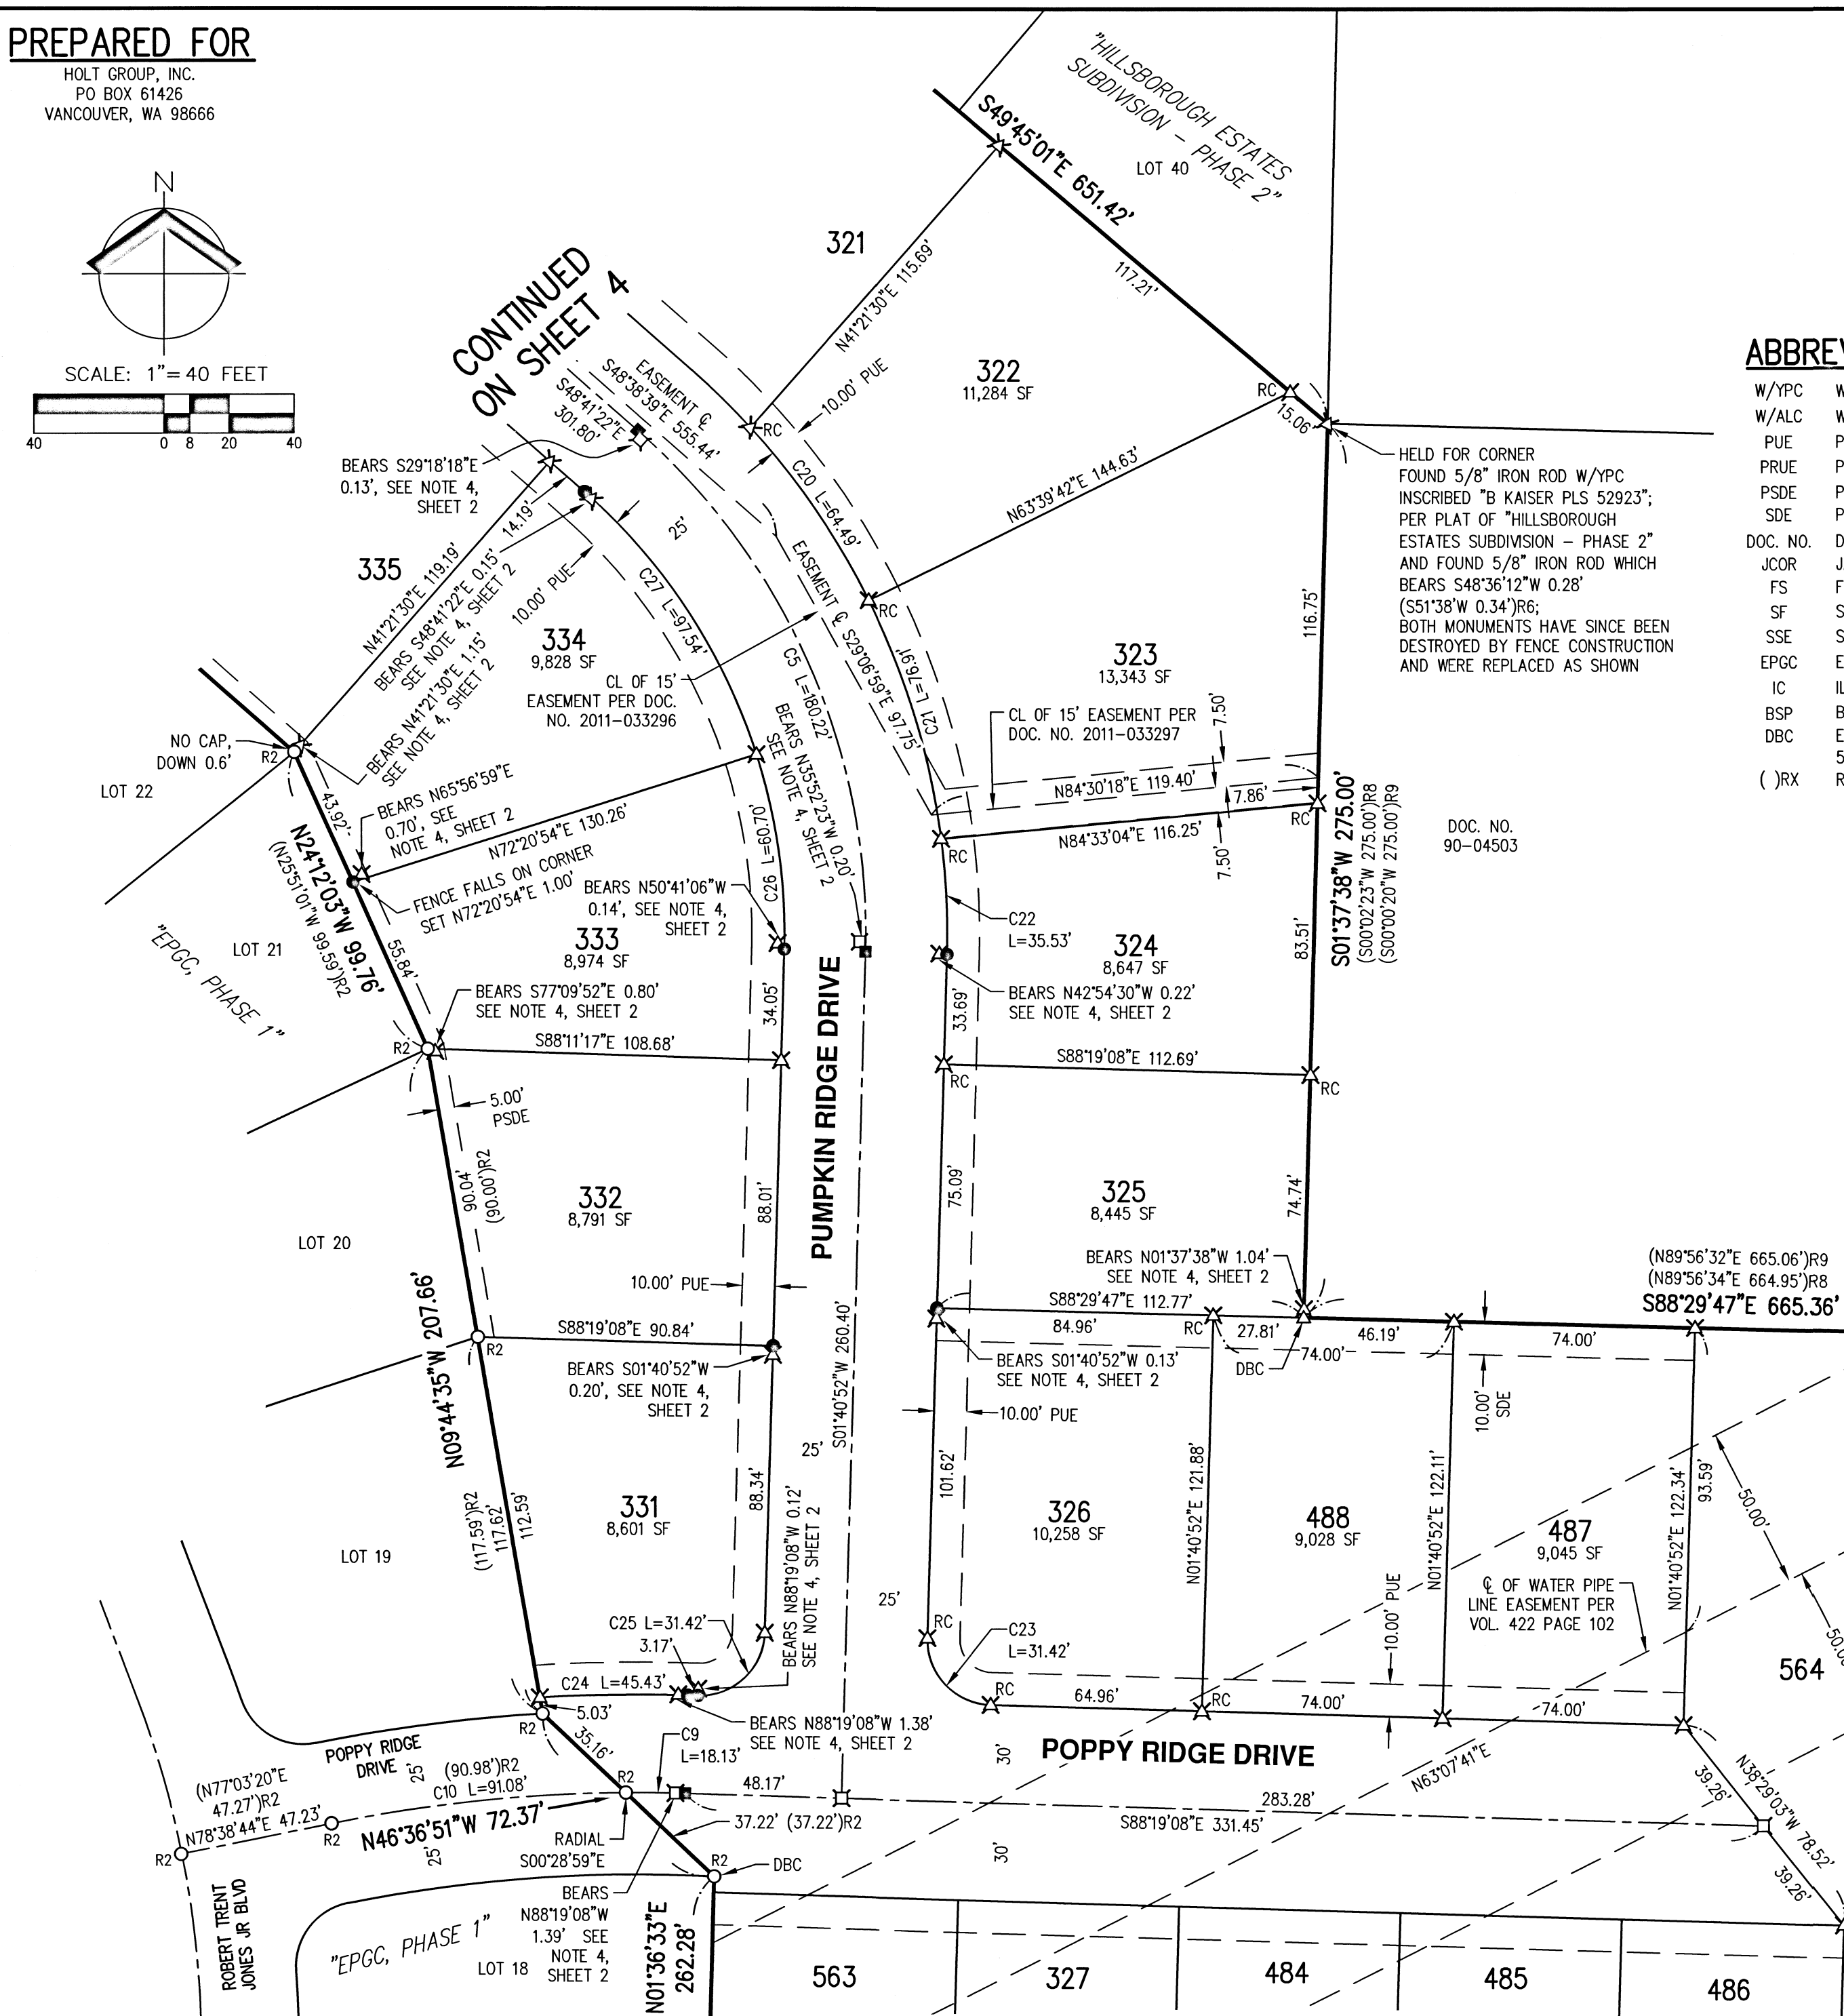 PREPARED FOR
HOLT GROUP, INC.
PO BOX 61426
VANCOUVER, WA 98666
N
SCALE: 1"= 40 FEET
40 0 8 20 40
"HILLSBOROUGH ESTATES
SUBDIVISION - PHASE 2"
LOT 40
S49°45'01"E 651.42'
117.21'
15.06'
RC
321
N41°21'30"E 115.69'
10.00' PUE
322
11,284 SF
CONTINUED
ON SHEET 4
EASEMENT ℄
S48°38'39"E 555.44'
S48°41'22"E
301.80'
RC
C20 L=64.49'
N63°39'42"E 144.63'
RC
BEARS S29°18'18"E
0.13', SEE NOTE 4,
SHEET 2
14.19'
25'
335
N41°21'30"E 119.19'
BEARS S48°41'22"E 0.15'
SEE NOTE 4, SHEET 2
10.00' PUE
BEARS N41°21'30"E 1.15'
SEE NOTE 4, SHEET 2
C27 L=97.54'
334
9,828 SF
CL OF 15'
EASEMENT PER DOC.
NO. 2011-033296
EASEMENT ℄ S29°06'59"E 97.75'
C5 L=180.22'
C21 L=76.91'
HELD FOR CORNER
FOUND 5/8" IRON ROD W/YPC
INSCRIBED "B KAISER PLS 52923";
PER PLAT OF "HILLSBOROUGH
ESTATES SUBDIVISION - PHASE 2"
AND FOUND 5/8" IRON ROD WHICH
BEARS S48°36'12"W 0.28'
(S51°38'W 0.34')R6;
BOTH MONUMENTS HAVE SINCE BEEN
DESTROYED BY FENCE CONSTRUCTION
AND WERE REPLACED AS SHOWN
ABBREV
W/YPC W
W/ALC W
PUE P
PRUE P
PSDE P
SDE P
DOC. NO. D
JCOR J
FS F
SF S
SSE S
EPGC E
IC IL
BSP B
DBC E
5
( )RX R
116.75'
323
13,343 SF
CL OF 15' EASEMENT PER
DOC. NO. 2011-033297
7.50'
N84°30'18"E 119.40'
7.86'
RC
N84°33'04"E 116.25'
7.50'
RC
S01°37'38"W 275.00'
(S00°02'23"W 275.00')R8
(S00°00'20"W 275.00')R9
DOC. NO.
90-04503
NO CAP,
DOWN 0.6'
R2
LOT 22
43.92'
BEARS N65°56'59"E
0.70', SEE
NOTE 4, SHEET 2
N72°20'54"E 130.26'
FENCE FALLS ON CORNER
SET N72°20'54"E 1.00'
N24°12'03"W 99.76'
(N25°51'01"W 99.59')R2
55.84'
LOT 21
"EPGC, PHASE 1"
C26 L=60.70'
BEARS N50°41'06"W
0.14', SEE NOTE 4,
SHEET 2
BEARS N35°52'23"W 0.20'
SEE NOTE 4, SHEET 2
333
8,974 SF
C22
L=35.53'
324
8,647 SF
83.51'
BEARS S77°09'52"E 0.80'
SEE NOTE 4, SHEET 2
BEARS N42°54'30"W 0.22'
SEE NOTE 4, SHEET 2
34.05'
33.69'
R2
S88°11'17"E 108.68'
S88°19'08"E 112.69'
RC
RC
5.00'
PSDE
PUMPKIN RIDGE DRIVE
90.04'
(90.00')R2
332
8,791 SF
88.01'
75.09'
325
8,445 SF
74.74'
LOT 20
10.00' PUE
BEARS N01°37'38"W 1.04'
SEE NOTE 4, SHEET 2
(N89°56'32"E 665.06')R9
(N89°56'34"E 664.95')R8
S88°29'47"E 665.36'
S88°29'47"E 112.77'
84.96'
RC
27.81'
46.19'
74.00'
74.00'
DBC
N09°44'35"W 207.66'
S88°19'08"E 90.84'
R2
BEARS S01°40'52"W
0.20', SEE NOTE 4,
SHEET 2
BEARS S01°40'52"W 0.13'
SEE NOTE 4, SHEET 2
10.00' PUE
S01°40'52"W 260.40'
25'
10.00'
SDE
(117.59')R2
117.62'
112.59'
331
8,601 SF
88.34'
101.62'
326
10,258 SF
N01°40'52"E 121.88'
488
9,028 SF
N01°40'52"E 122.11'
487
9,045 SF
N01°40'52"E 122.34'
93.59'
50.00'
LOT 19
BEARS N88°19'08"W 0.12'
SEE NOTE 4, SHEET 2
25'
10.00' PUE
℄ OF WATER PIPE
LINE EASEMENT PER
VOL. 422 PAGE 102
50.0
564
C25 L=31.42'
3.17'
RC
C23
L=31.42'
C24 L=45.43'
RC
64.96'
RC
74.00'
74.00'
5.03'
R2
35.16'
BEARS N88°19'08"W 1.38'
SEE NOTE 4, SHEET 2
C9
L=18.13'
POPPY RIDGE
DRIVE
POPPY RIDGE DRIVE
30'
N63°07'41"E
39.26'
N38°29'03"W 78.52'
39.26'
(N77°03'20"E
47.27')R2
25'
(90.98')R2
C10 L=91.08'
R2
48.17'
283.28'
N78°38'44"E 47.23'
R2
N46°36'51"W 72.37'
37.22' (37.22')R2
S88°19'08"E 331.45'
R2
25'
RADIAL
S00°28'59"E
R2
DBC
30'
ROBERT TRENT
JONES JR BLVD
BEARS
N88°19'08"W
1.39' SEE
NOTE 4,
SHEET 2
"EPGC, PHASE 1"
LOT 18
N01°36'33"E
262.28'
563
327
484
485
486